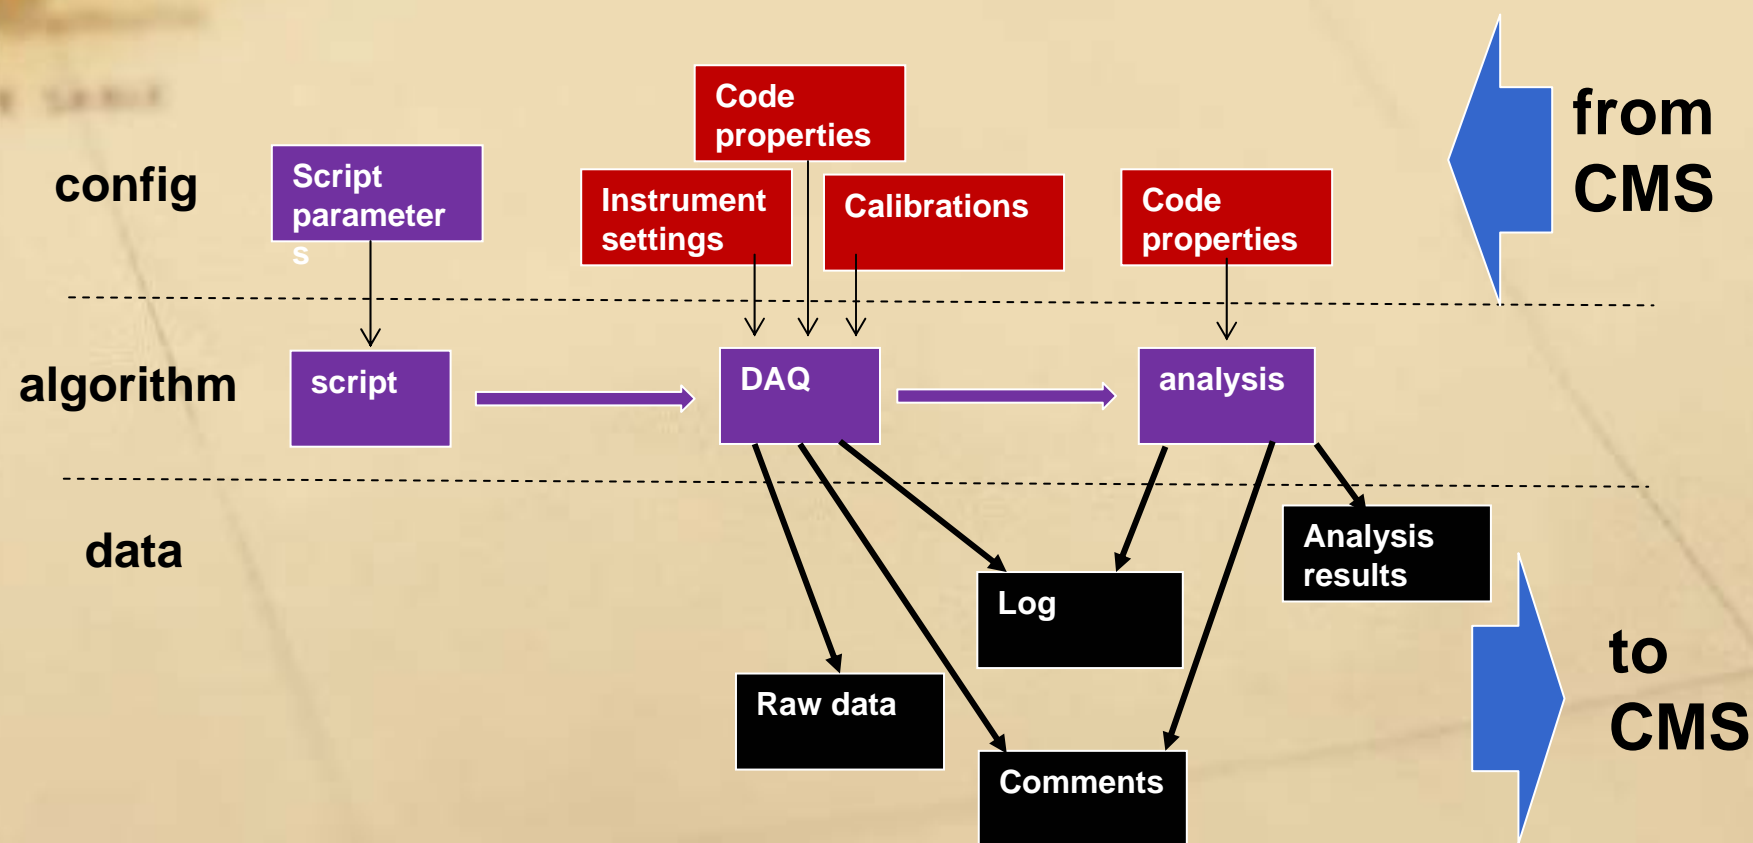 Code
properties
from
CMS
config
Script
parameter
s
Instrument
settings
Calibrations
Code
properties
algorithm
script
DAQ
analysis
data
Analysis
results
Log
to
CMS
Raw data
Comments